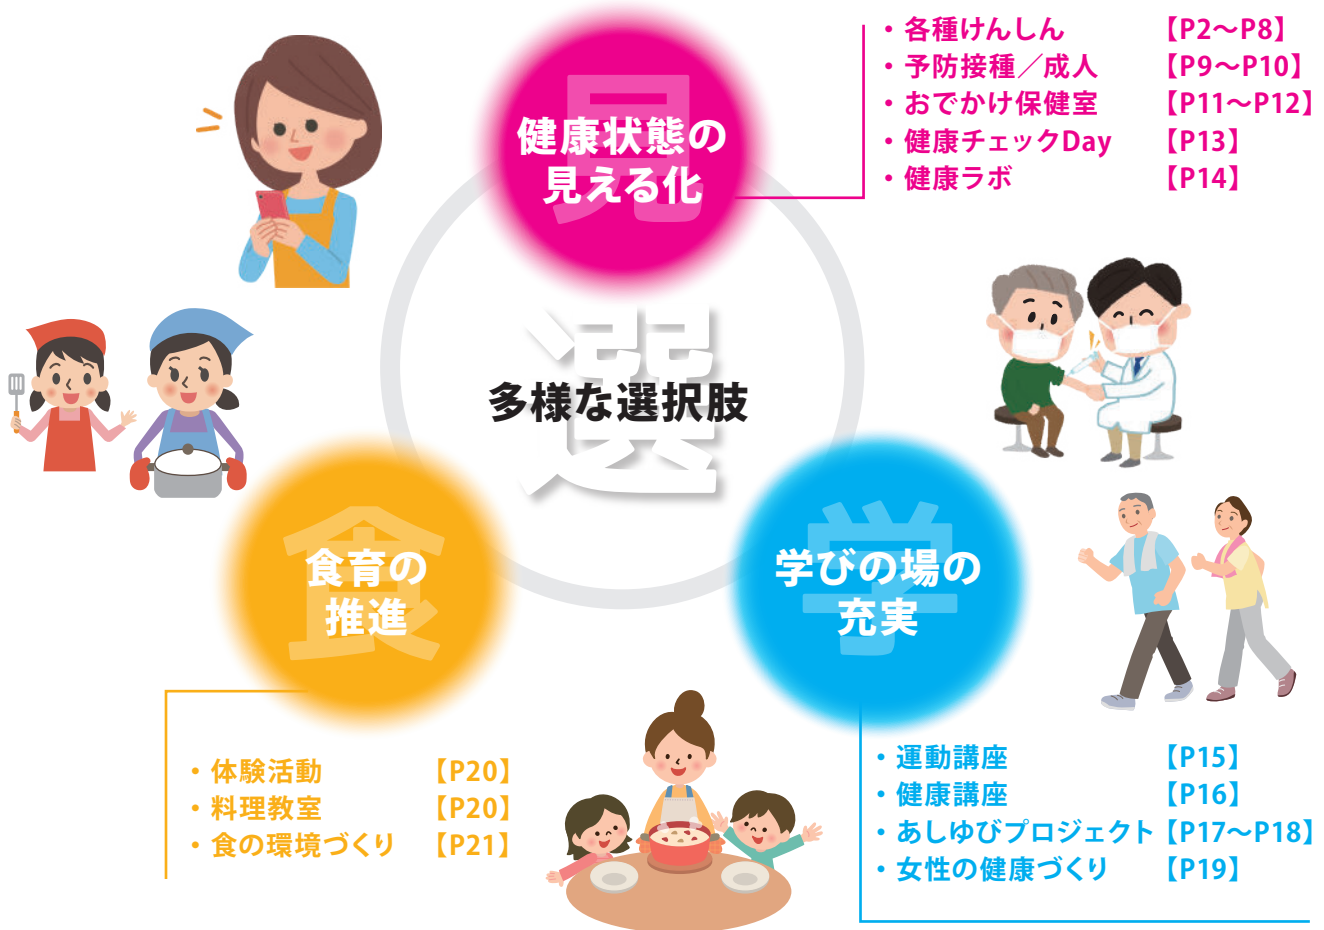 見
健康状態の
見える化
・各種けんしん 【P2～P8】
・予防接種／成人 【P9～P10】
・おでかけ保健室 【P11～P12】
・健康チェックDay 【P13】
・健康ラボ 【P14】
選
多様な選択肢
食
食育の
推進
・体験活動 【P20】
・料理教室 【P20】
・食の環境づくり 【P21】
学
学びの場の
充実
・運動講座 【P15】
・健康講座 【P16】
・あしゆびプロジェクト 【P17～P18】
・女性の健康づくり 【P19】